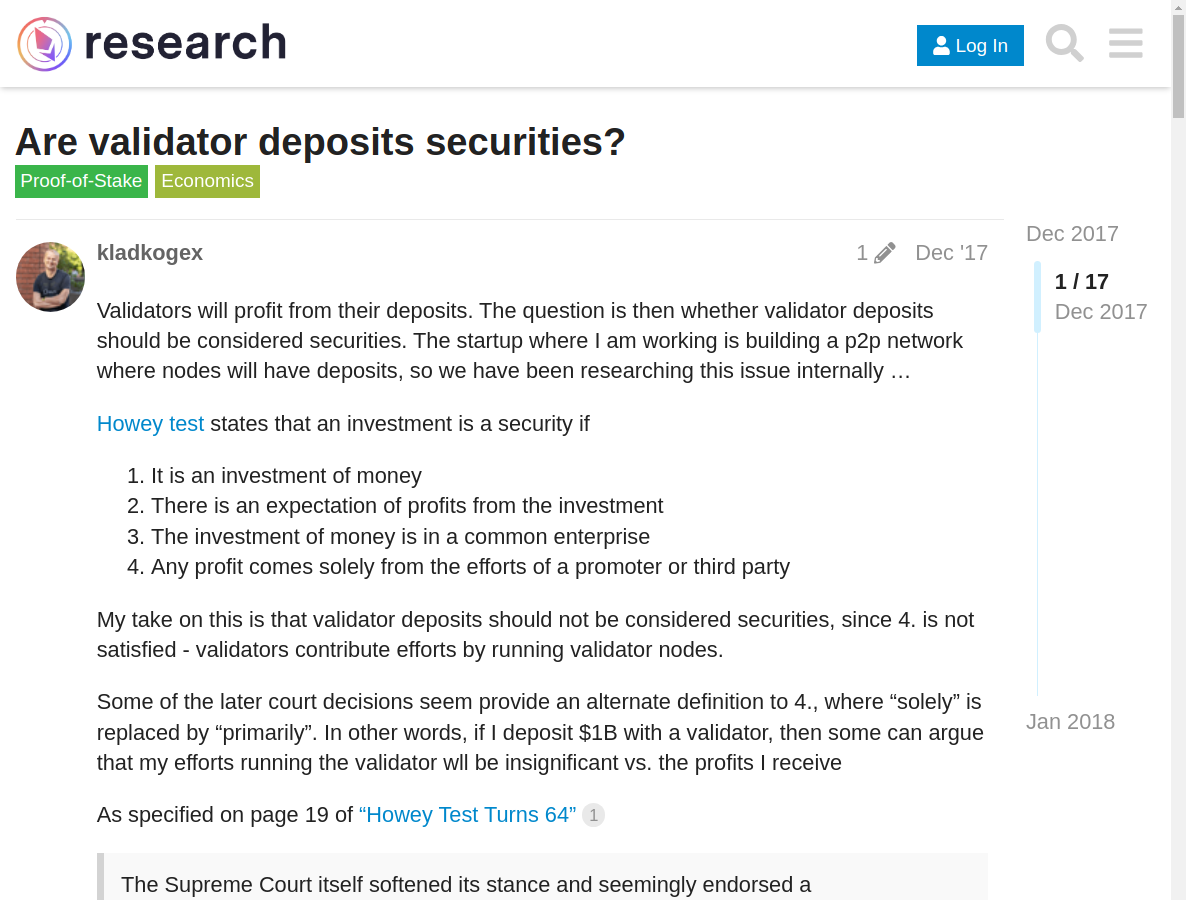 research
Log In
Are validator deposits securities?
Proof-of-Stake Economics
Dec 2017
kladkogex 1 Dec '17
1 / 17
Dec 2017
Validators will profit from their deposits. The question is then whether validator deposits
should be considered securities. The startup where I am working is building a p2p network
where nodes will have deposits, so we have been researching this issue internally …
Howey test states that an investment is a security if
1. It is an investment of money
2. There is an expectation of profits from the investment
3. The investment of money is in a common enterprise
4. Any profit comes solely from the efforts of a promoter or third party
My take on this is that validator deposits should not be considered securities, since 4. is not
satisfied - validators contribute efforts by running validator nodes.
Some of the later court decisions seem provide an alternate definition to 4., where “solely” is
replaced by “primarily”. In other words, if I deposit $1B with a validator, then some can argue
that my efforts running the validator wll be insignificant vs. the profits I receive
Jan 2018
As specified on page 19 of “Howey Test Turns 64” 1
The Supreme Court itself softened its stance and seemingly endorsed a